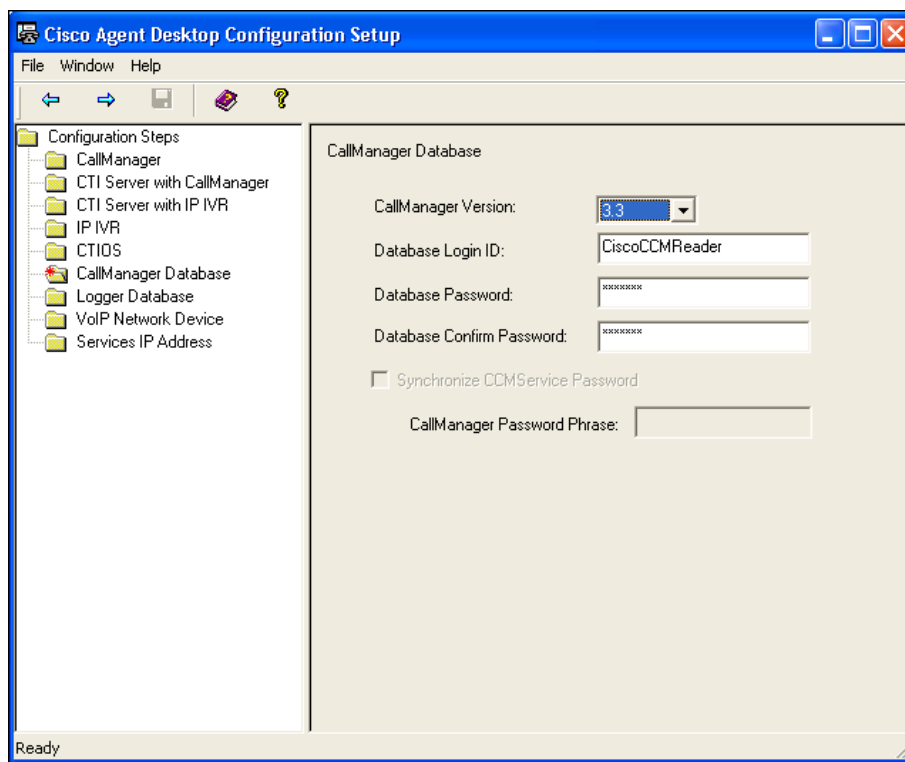 Cisco Agent Desktop Configuration Setup
File Window Help
Configuration Steps
CallManager
CTI Server with CallManager
CTI Server with IP IVR
IP IVR
CTIOS
CallManager Database
Logger Database
VoIP Network Device
Services IP Address
CallManager Database
CallManager Version: 3.3
Database Login ID: CiscoCCMReader
Database Password: *******
Database Confirm Password: *******
Synchronize CCMService Password
CallManager Password Phrase:
Ready